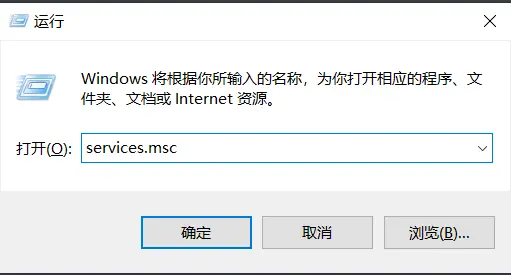 运行
Windows 将根据你所输入的名称，为你打开相应的程序、文
件夹、文档或 Internet 资源。
打开(O): services.msc
确定 取消 浏览(B)...